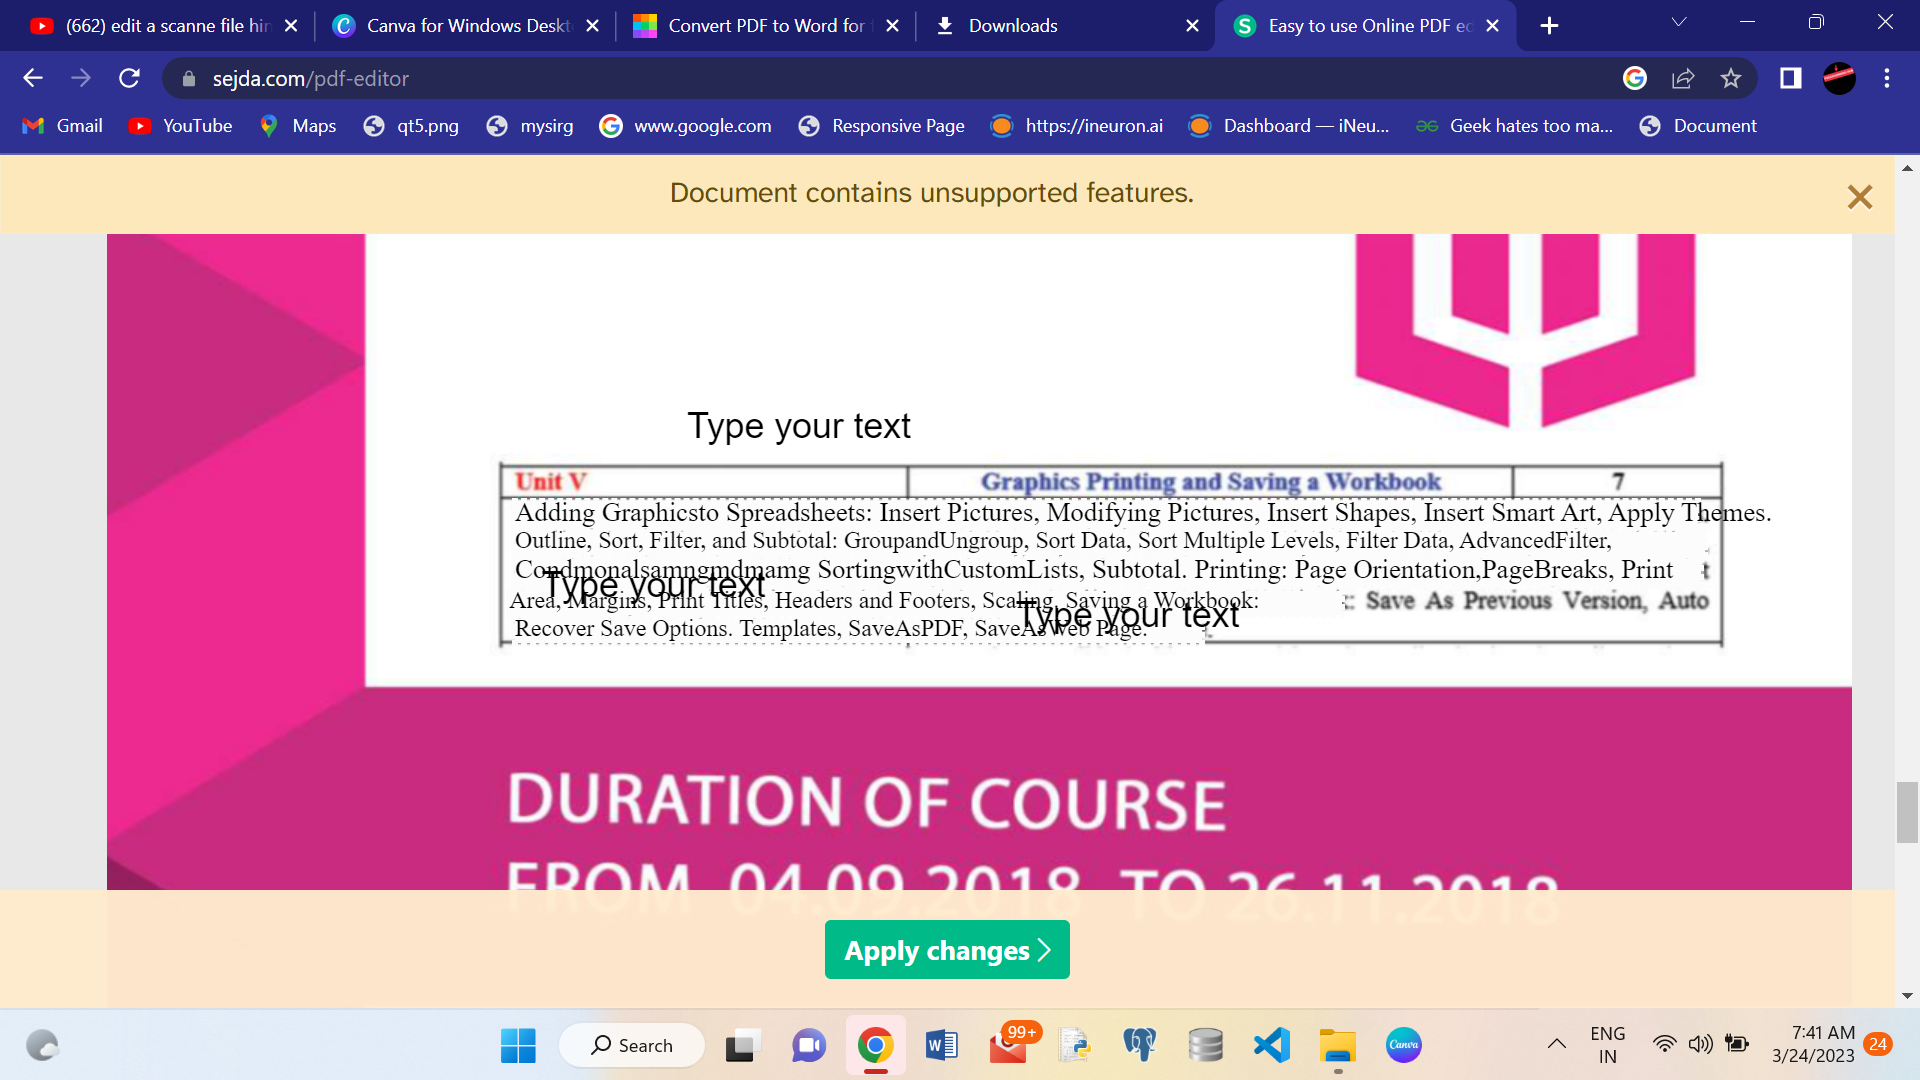 (662) edit a scanne file hin
Canva for Windows Deskt
Convert PDF to Word for f
Downloads
Easy to use Online PDF ed
sejda.com/pdf-editor
Gmail
YouTube
Maps
qt5.png
mysirg
www.google.com
Responsive Page
https://ineuron.ai
Dashboard — iNeu...
Geek hates too ma...
Document
Document contains unsupported features.
Type your text
Unit V
Graphics Printing and Saving a Workbook
7
Adding Graphicsto Spreadsheets: Insert Pictures, Modifying Pictures, Insert Shapes, Insert Smart Art, Apply Themes.
Outline, Sort, Filter, and Subtotal: GroupandUngroup, Sort Data, Sort Multiple Levels, Filter Data, AdvancedFilter,
Condmonalsamngmdmamg SortingwithCustomLists, Subtotal. Printing: Page Orientation,PageBreaks, Print
Type your text
Area, Margins, Print Titles, Headers and Footers, Scaling, Saving a Workbook: : Save As Previous Version, Auto
Type your text
Recover Save Options. Templates, SaveAsPDF, SaveAsWeb Page.
DURATION OF COURSE
FROM 04.09.2018 TO 26.11.2018
Apply changes
Search
99+
Canva
ENG
IN
7:41 AM
3/24/2023
24